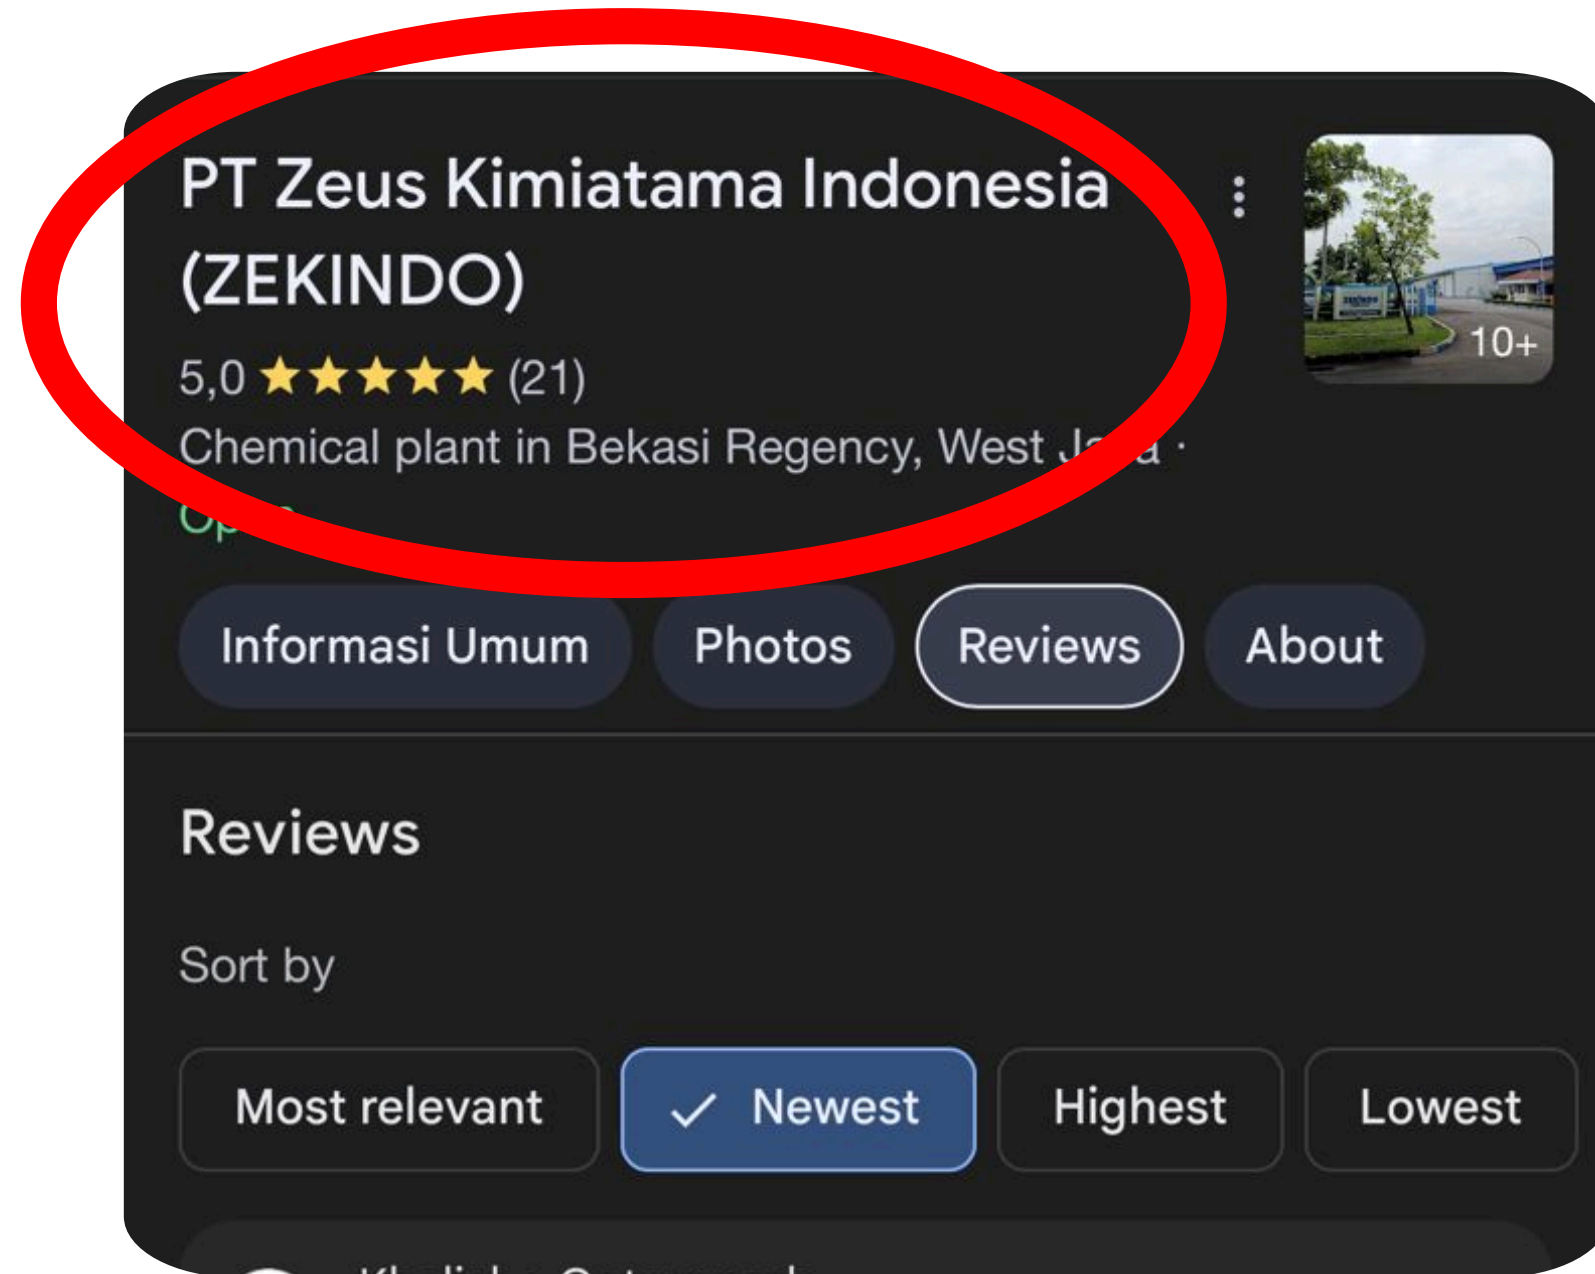 PT Zeus Kimiatama Indonesia
(ZEKINDO)
10+
5,0 (21)
Chemical plant in Bekasi Regency, West ·
Informasi Umum
Photos
Reviews
About
Reviews
Sort by
Most relevant
Newest
Highest
Lowest